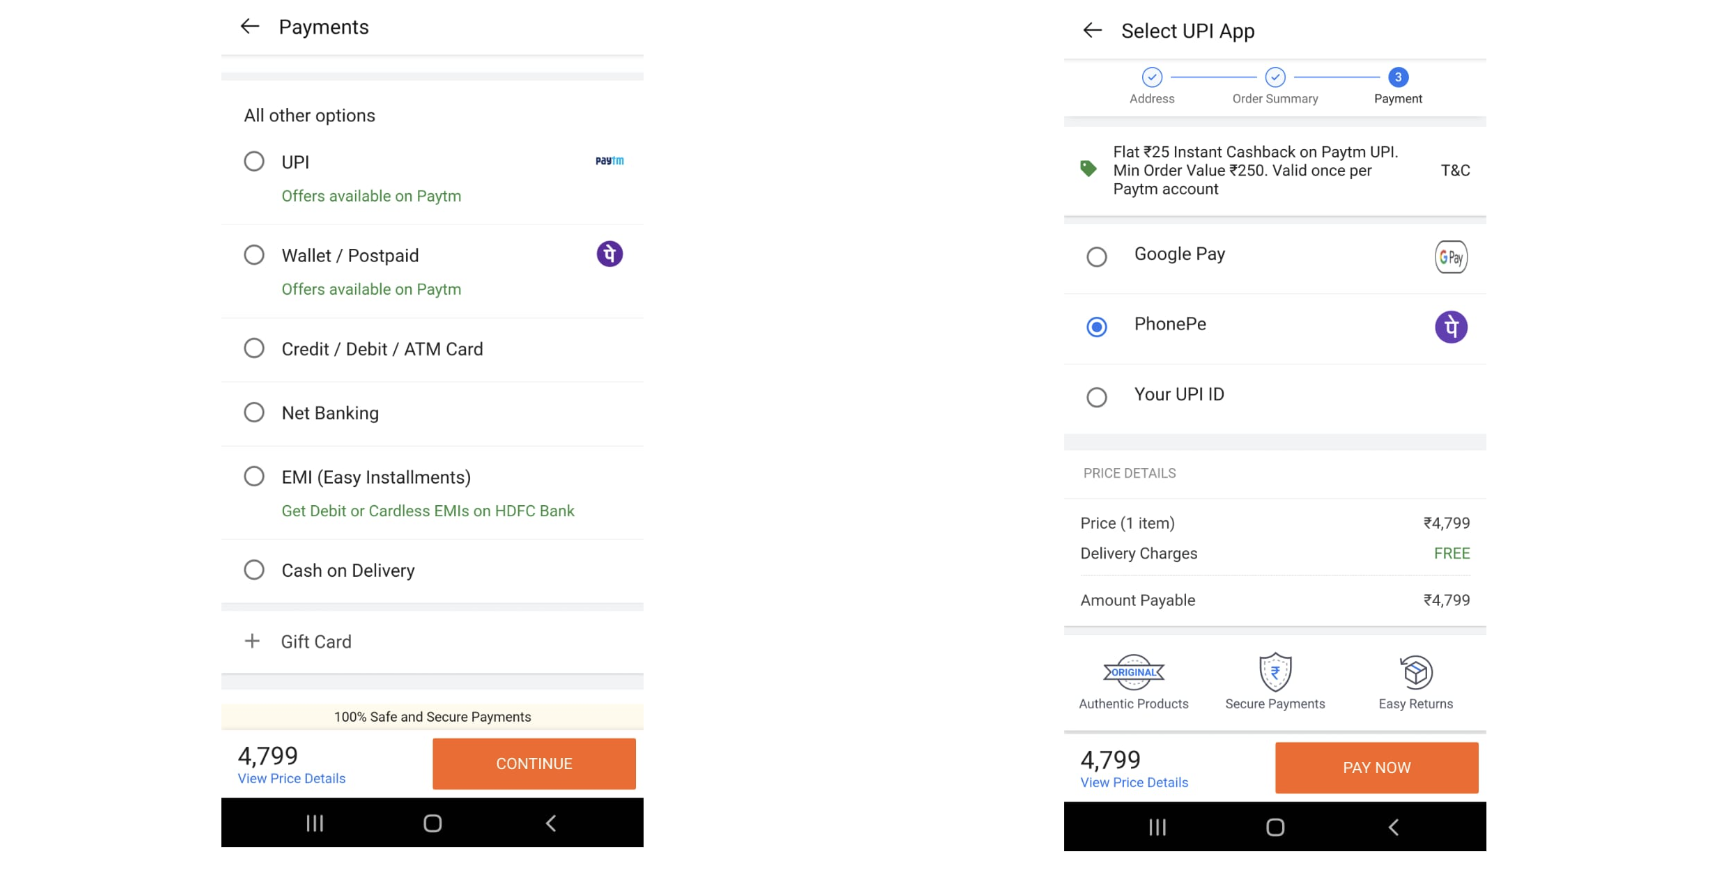 Payments
All other options
UPI
paytm
Offers available on Paytm
Wallet / Postpaid
पे
Offers available on Paytm
Credit / Debit / ATM Card
Net Banking
EMI (Easy Installments)
Get Debit or Cardless EMIs on HDFC Bank
Cash on Delivery
+ Gift Card
100% Safe and Secure Payments
4,799
View Price Details
CONTINUE
Select UPI App
3
Address
Order Summary
Payment
Flat ₹25 Instant Cashback on Paytm UPI.
Min Order Value ₹250. Valid once per
Paytm account
T&C
Google Pay
G Pay
PhonePe
पे
Your UPI ID
PRICE DETAILS
Price (1 item) ₹4,799
Delivery Charges FREE
Amount Payable ₹4,799
ORIGINAL
₹
Authentic Products
Secure Payments
Easy Returns
4,799
View Price Details
PAY NOW